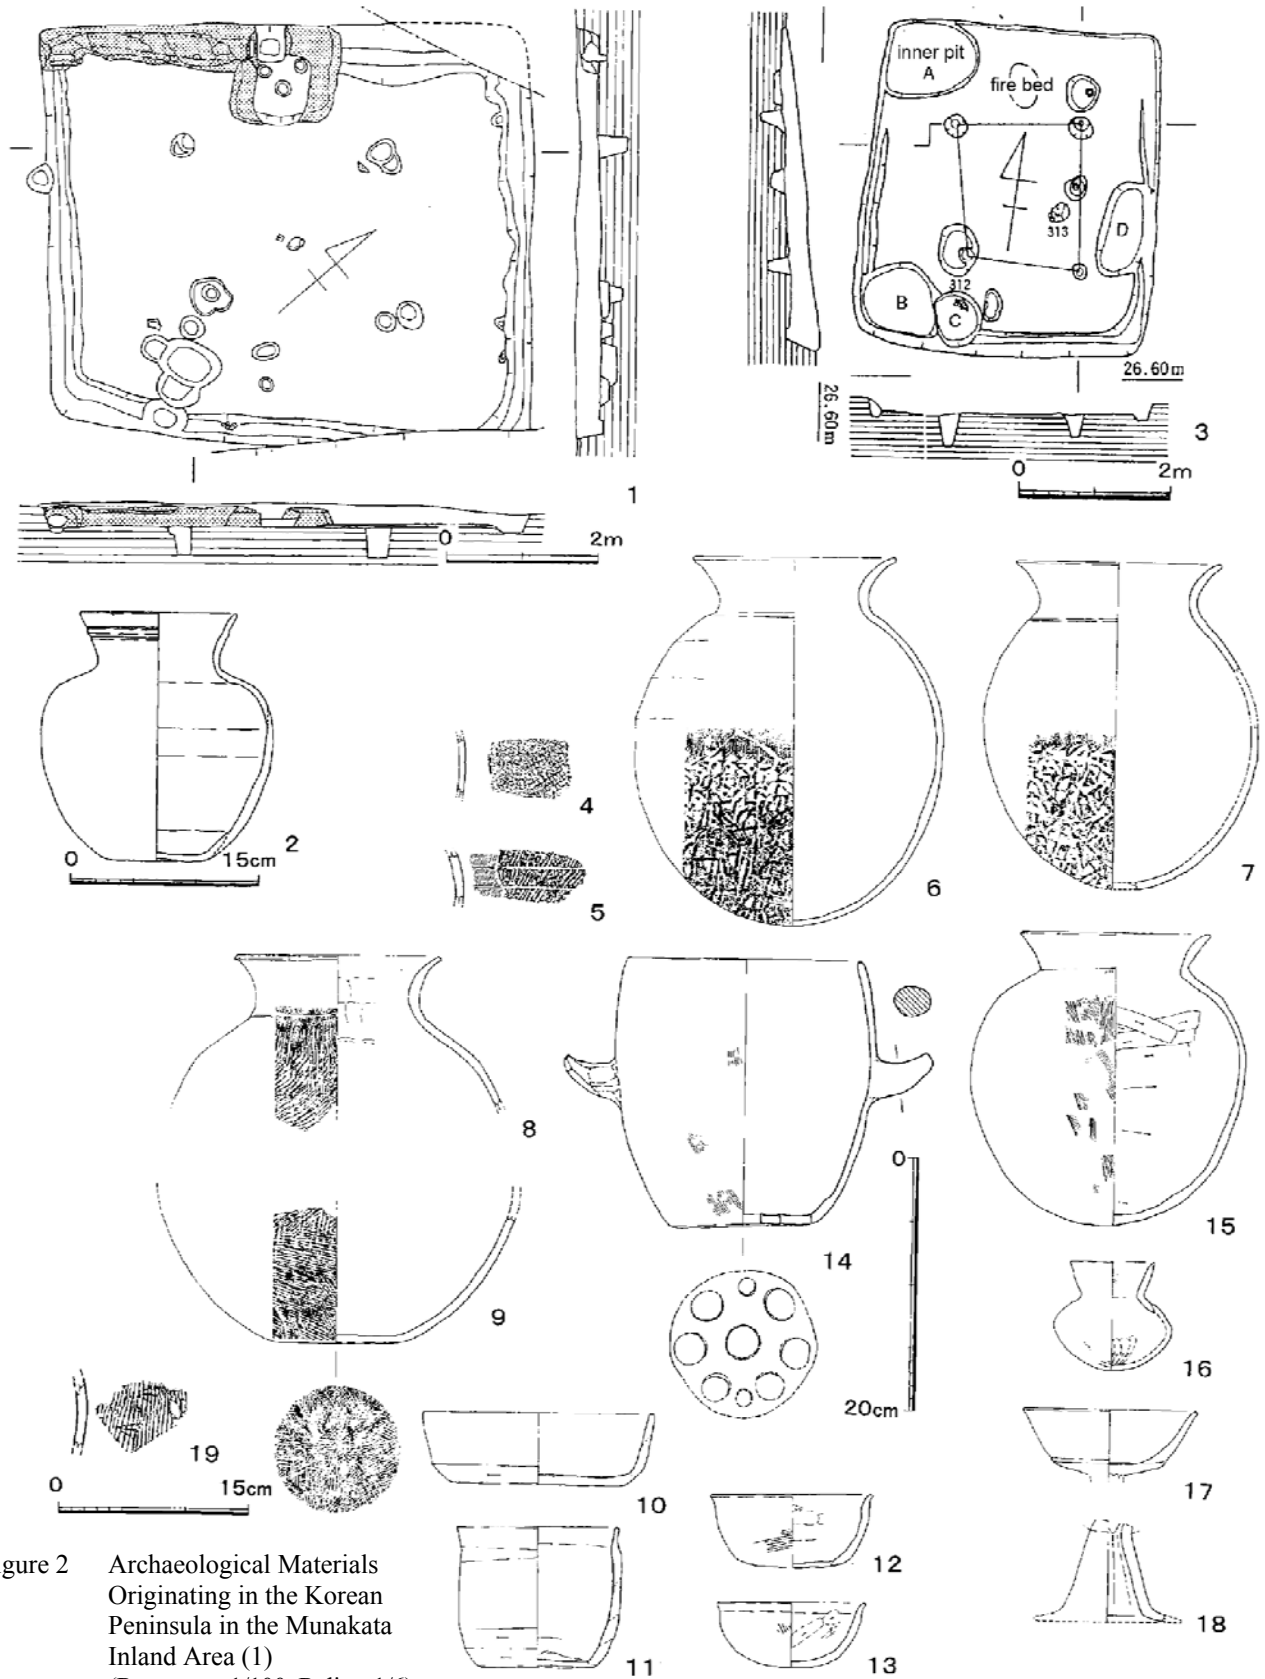 inner pit
A
fire bed
D
313
312
B
C
26.60m
26.60m
3
0 2m
1
0 2m
2
0 15cm
4
5
6
7
8
9
14
0
20cm
15
16
17
18
19
0 15cm
10
11
12
13
igure 2 Archaeological Materials
Originating in the Korean
Peninsula in the Munakata
Inland Area (1)